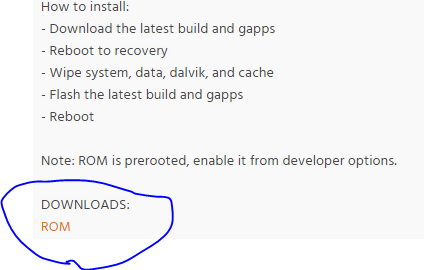 How to install:
- Download the latest build and gapps
- Reboot to recovery
- Wipe system, data, dalvik, and cache
- Flash the latest build and gapps
- Reboot
Note: ROM is prerooted, enable it from developer options.
DOWNLOADS:
ROM